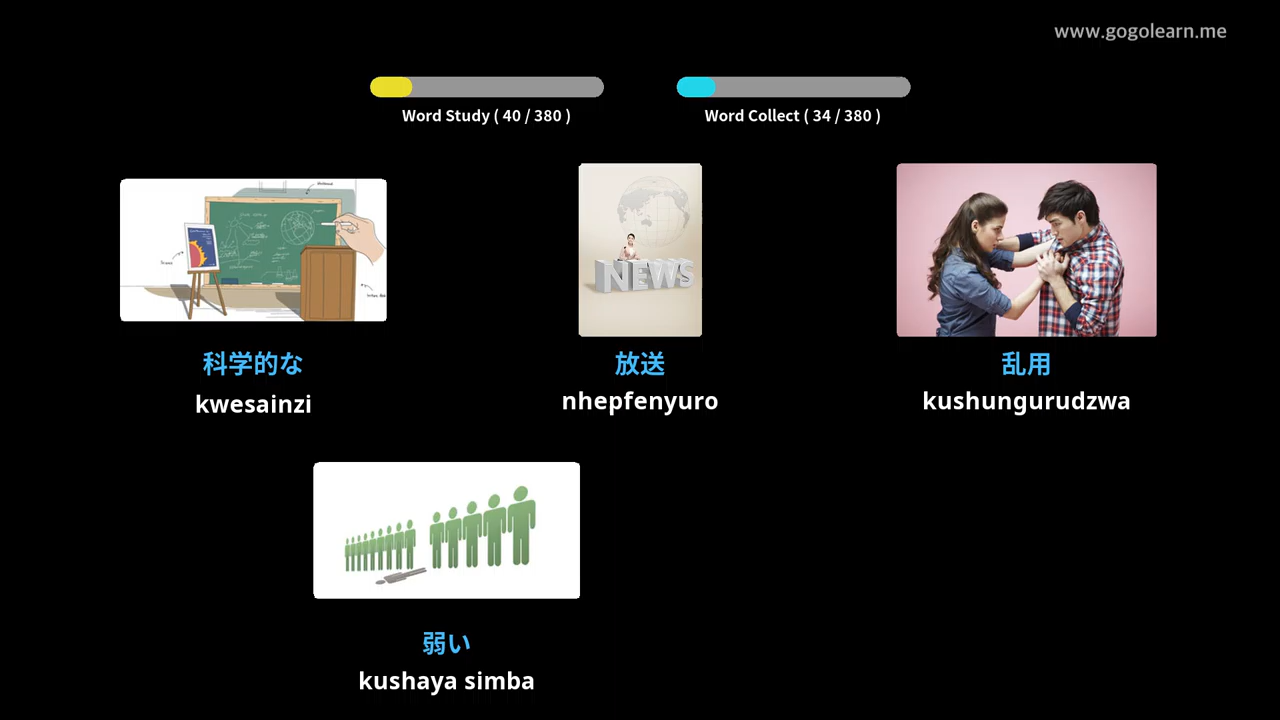 www.gogolearn.me
Word Study ( 40 / 380 )
Word Collect ( 34 / 380 )
NEWS
科学的な
放送
乱用
kwesainzi
nhepfenyuro
kushungurudzwa
弱い
kushaya simba